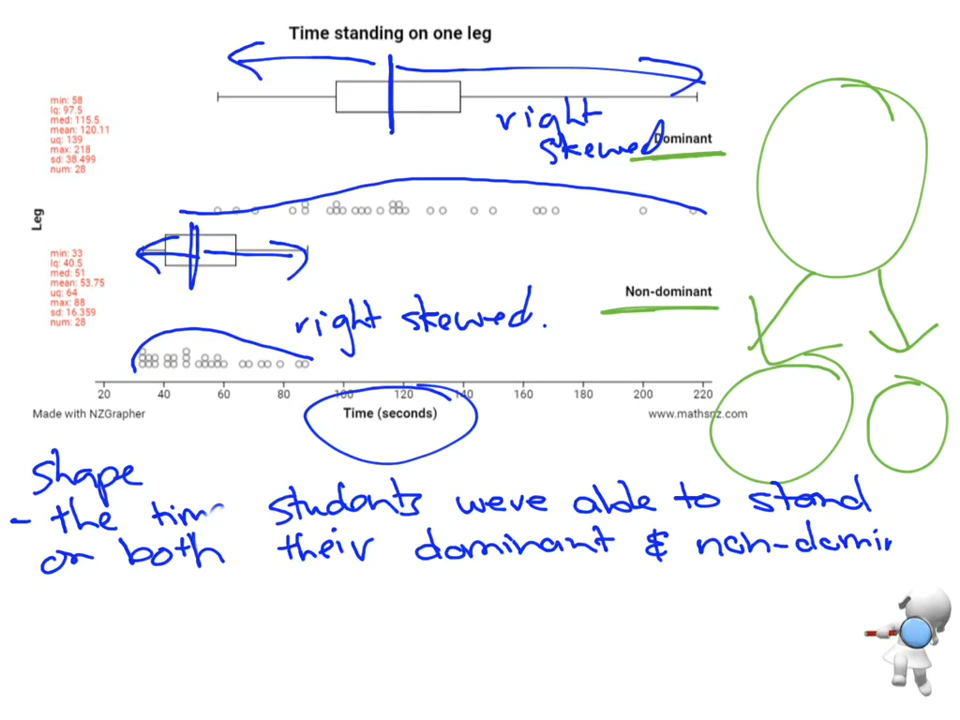 Time standing on one leg
min: 58
lq: 97.5
med: 115.5
mean: 120.11
uq: 139
max: 218
sd: 38.499
num: 28
right
skewed
Dominant
Leg
min: 33
lq: 40.5
med: 51
mean: 53.75
uq: 64
max: 88
sd: 16.359
num: 28
Non-dominant
right skewed.
20 40 60 80 100 120 140 160 180 200 220
Made with NZGrapher Time (seconds) www.mathsnz.com
Shape
- the tim students were able to stand
on both their dominant & non-domin